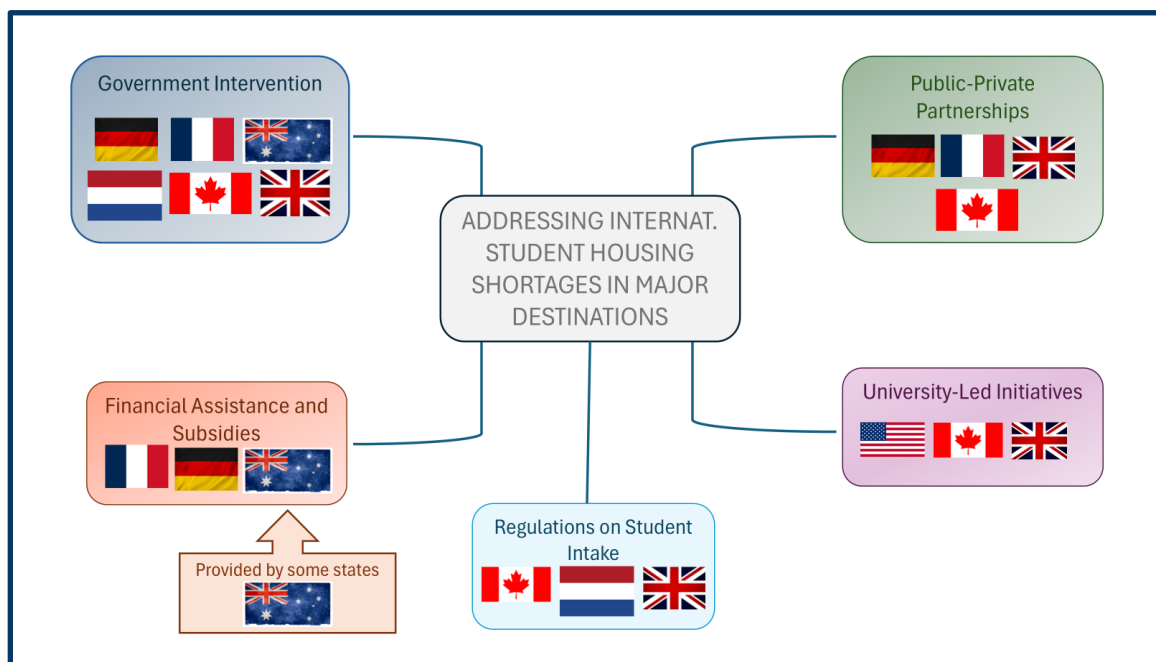 Government Intervention
Public-Private
Partnerships
ADDRESSING INTERNAT.
STUDENT HOUSING
SHORTAGES IN MAJOR
DESTINATIONS
Financial Assistance and
Subsidies
University-Led Initiatives
Regulations on Student
Intake
Provided by some states